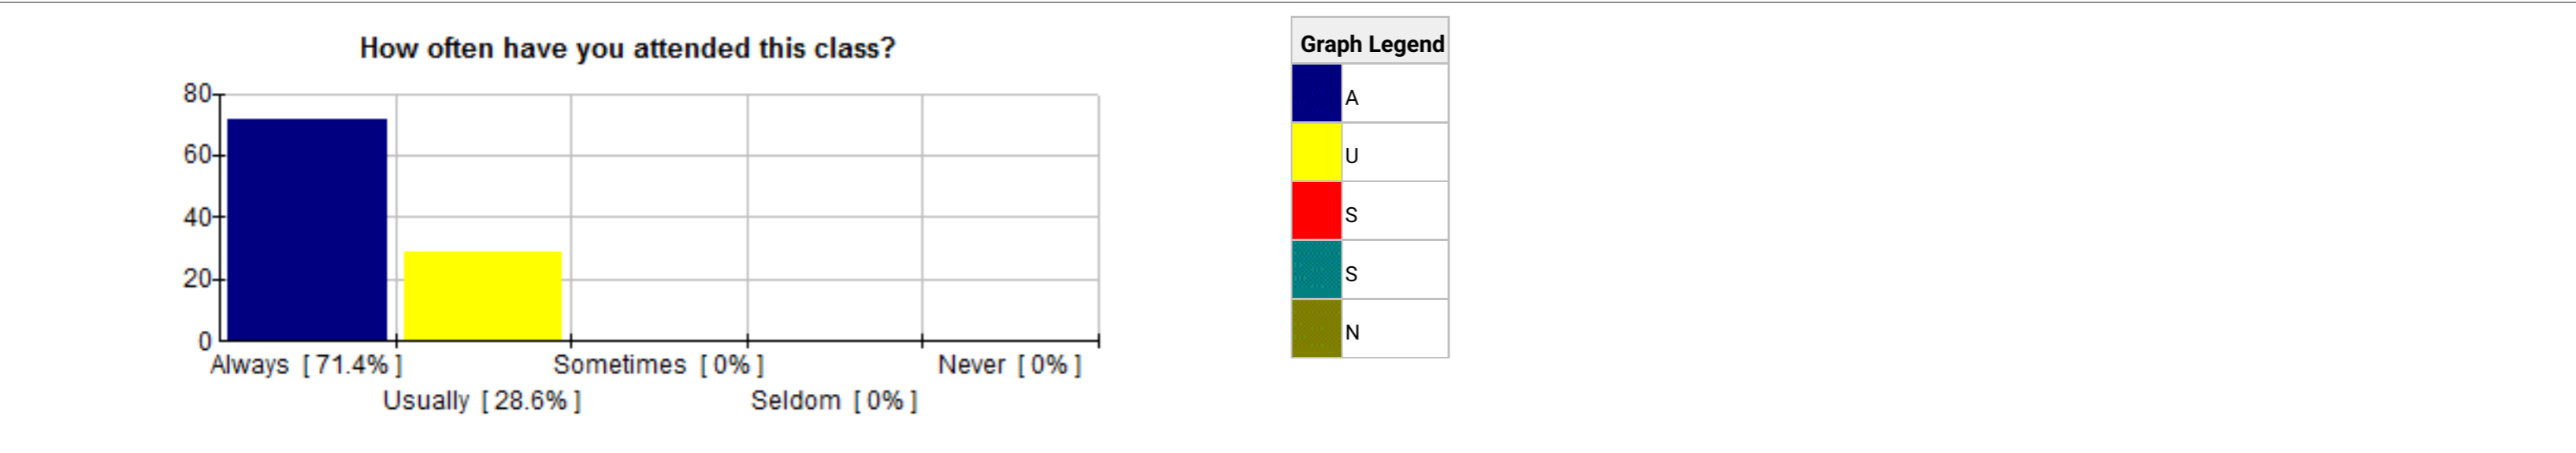 How often have you attended this class?
80
60
40
20
0
Always [71.4%]
Usually [28.6%]
Sometimes [0%]
Seldom [0%]
Never [0%]
Graph Legend
A
U
S
S
N